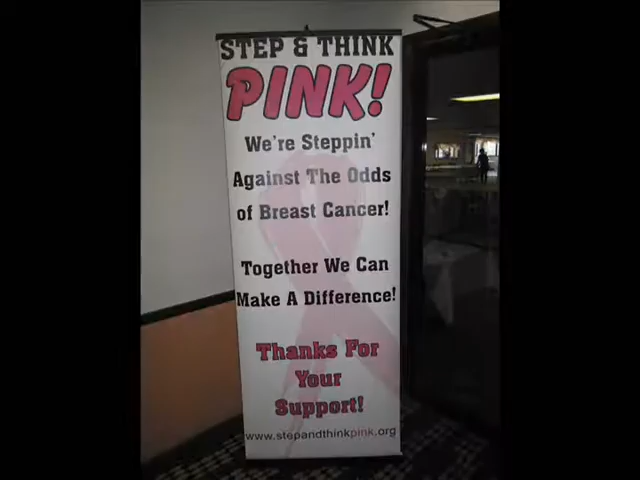 STEP & THINK
PINK!
We're Steppin'
Against The Odds
of Breast Cancer!
Together We Can
Make A Difference!
Thanks For
Your
Support!
www.stepandthinkpink.org